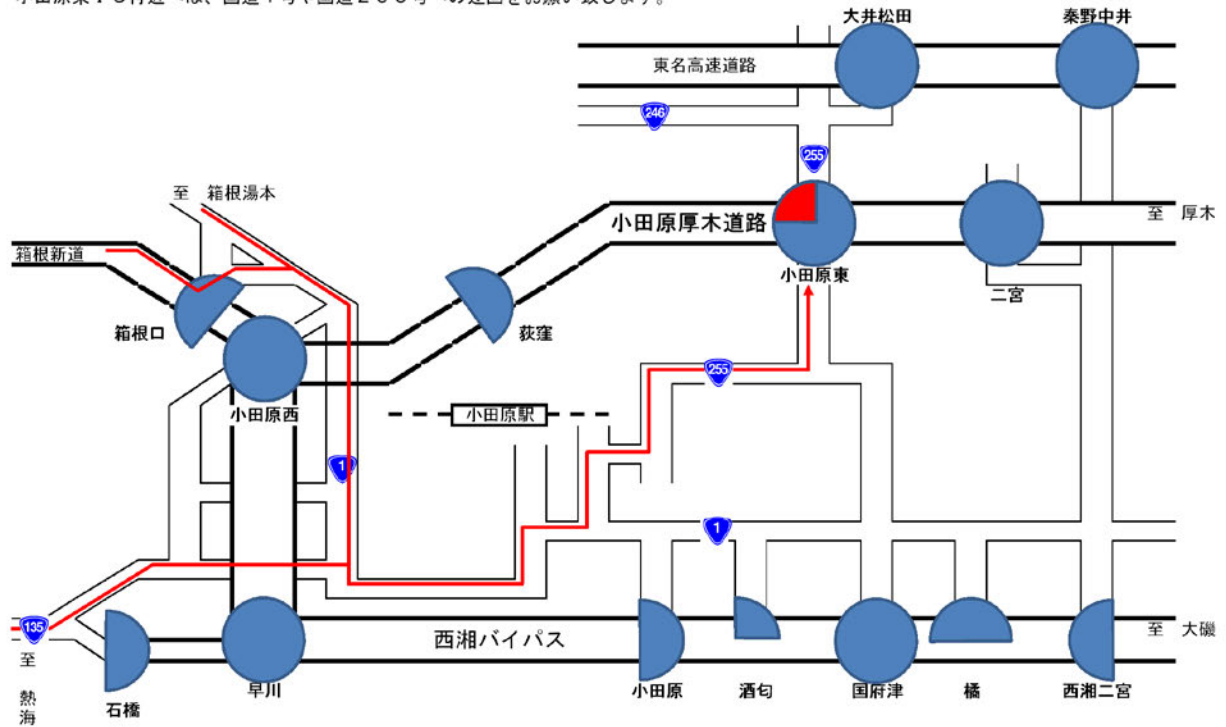 大井松田
秦野中井
東名高速道路
246
255
至 箱根湯本
小田原厚木道路
至 厚木
箱根新道
小田原東
二宮
箱根口
荻窪
255
小田原西
小田原駅
1
1
135
西湘バイパス
至 大磯
至
熱海
石橋
早川
小田原
酒匂
国府津
橘
西湘二宮